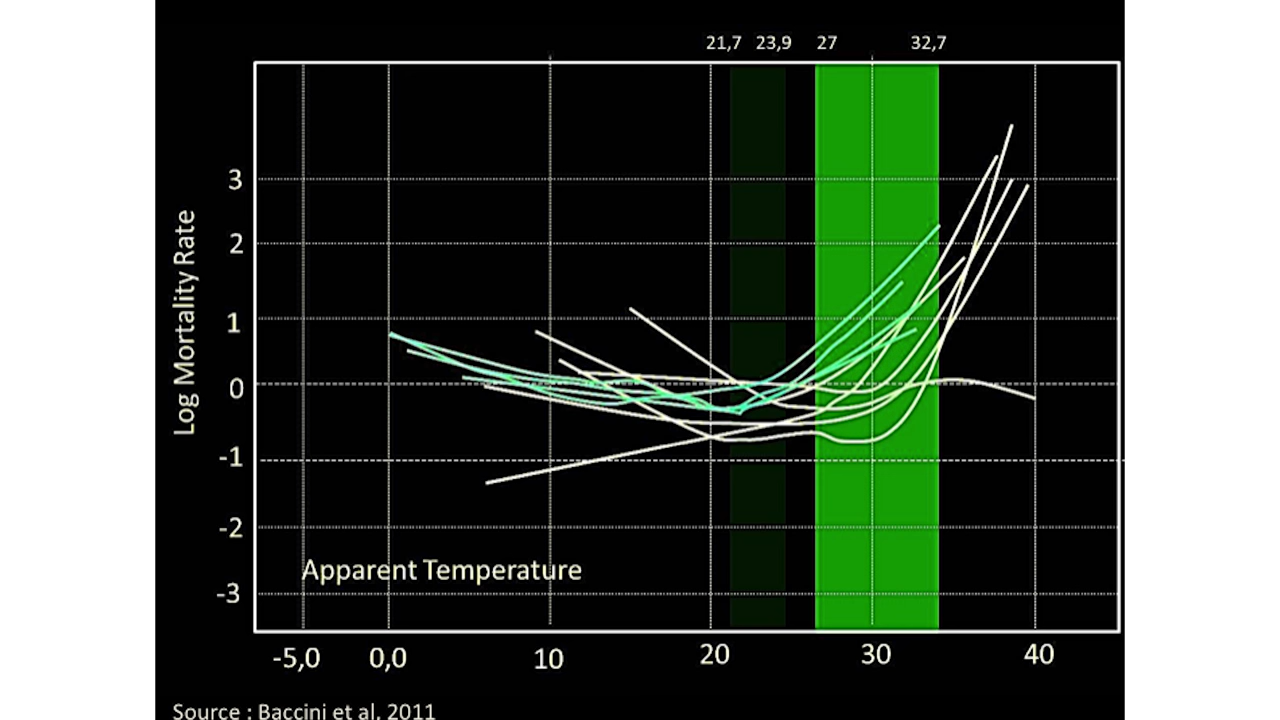 21,7 23,9 27 32,7
3
2
1
0
-1
-2
-3
Log Mortality Rate
Apparent Temperature
-5,0 0,0 10 20 30 40
Source : Baccini et al, 2011